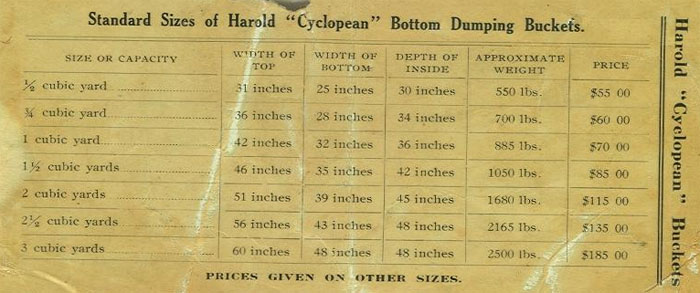 Standard Sizes of Harold "Cyclopean" Bottom Dumping Buckets.
SIZE OR CAPACITY WIDTH OF TOP WIDTH OF BOTTOM DEPTH OF INSIDE APPROXIMATE WEIGHT PRICE
½ cubic yard 31 inches 25 inches 30 inches 550 lbs. $55 00
¾ cubic yard 36 inches 28 inches 34 inches 700 lbs. $60 00
1 cubic yard 42 inches 32 inches 36 inches 885 lbs. $70 00
1½ cubic yards 46 inches 35 inches 42 inches 1050 lbs. $85 00
2 cubic yards 51 inches 39 inches 45 inches 1680 lbs. $115 00
2½ cubic yards 56 inches 43 inches 48 inches 2165 lbs. $135 00
3 cubic yards 60 inches 48 inches 48 inches 2500 lbs. $185 00
PRICES GIVEN ON OTHER SIZES.
Harold "Cyclopean" Buckets